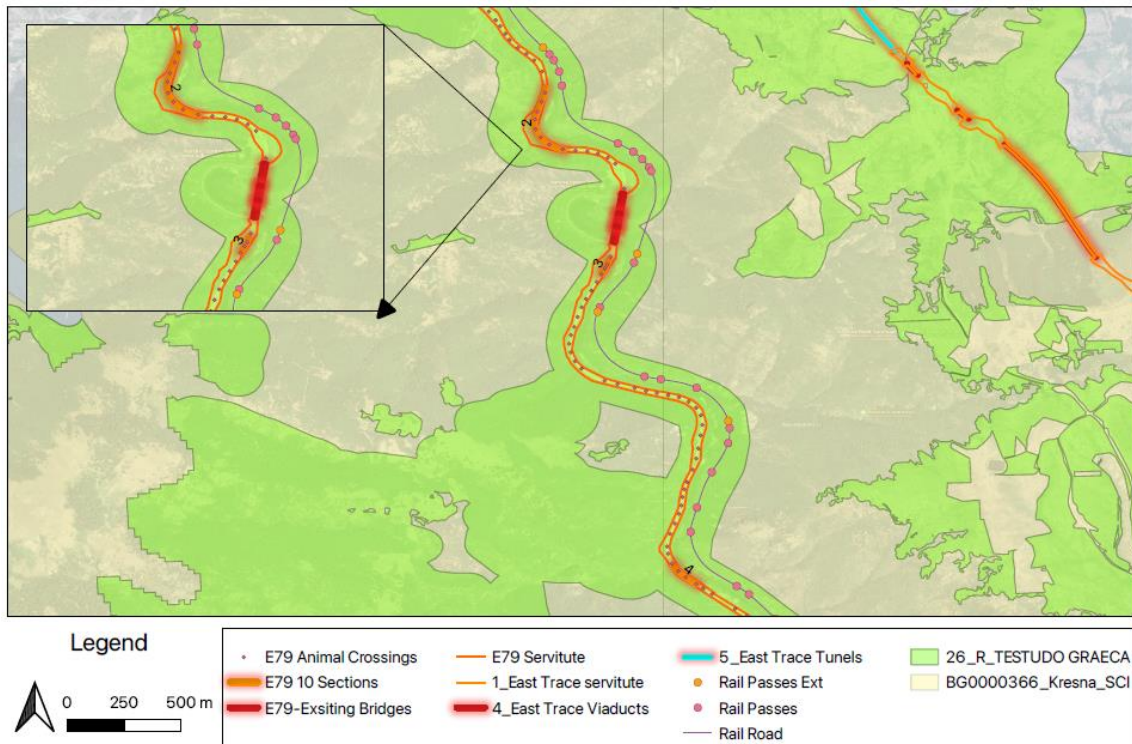 2
3
2
3
4
Legend
0 250 500 m
E79 Animal Crossings
E79 10 Sections
E79-Exsiting Bridges
E79 Servitute
1_East Trace servitute
4_East Trace Viaducts
5_East Trace Tunels
Rail Passes Ext
Rail Passes
Rail Road
26_R_TESTUDO GRAECA
BG0000366_Kresna_SCI